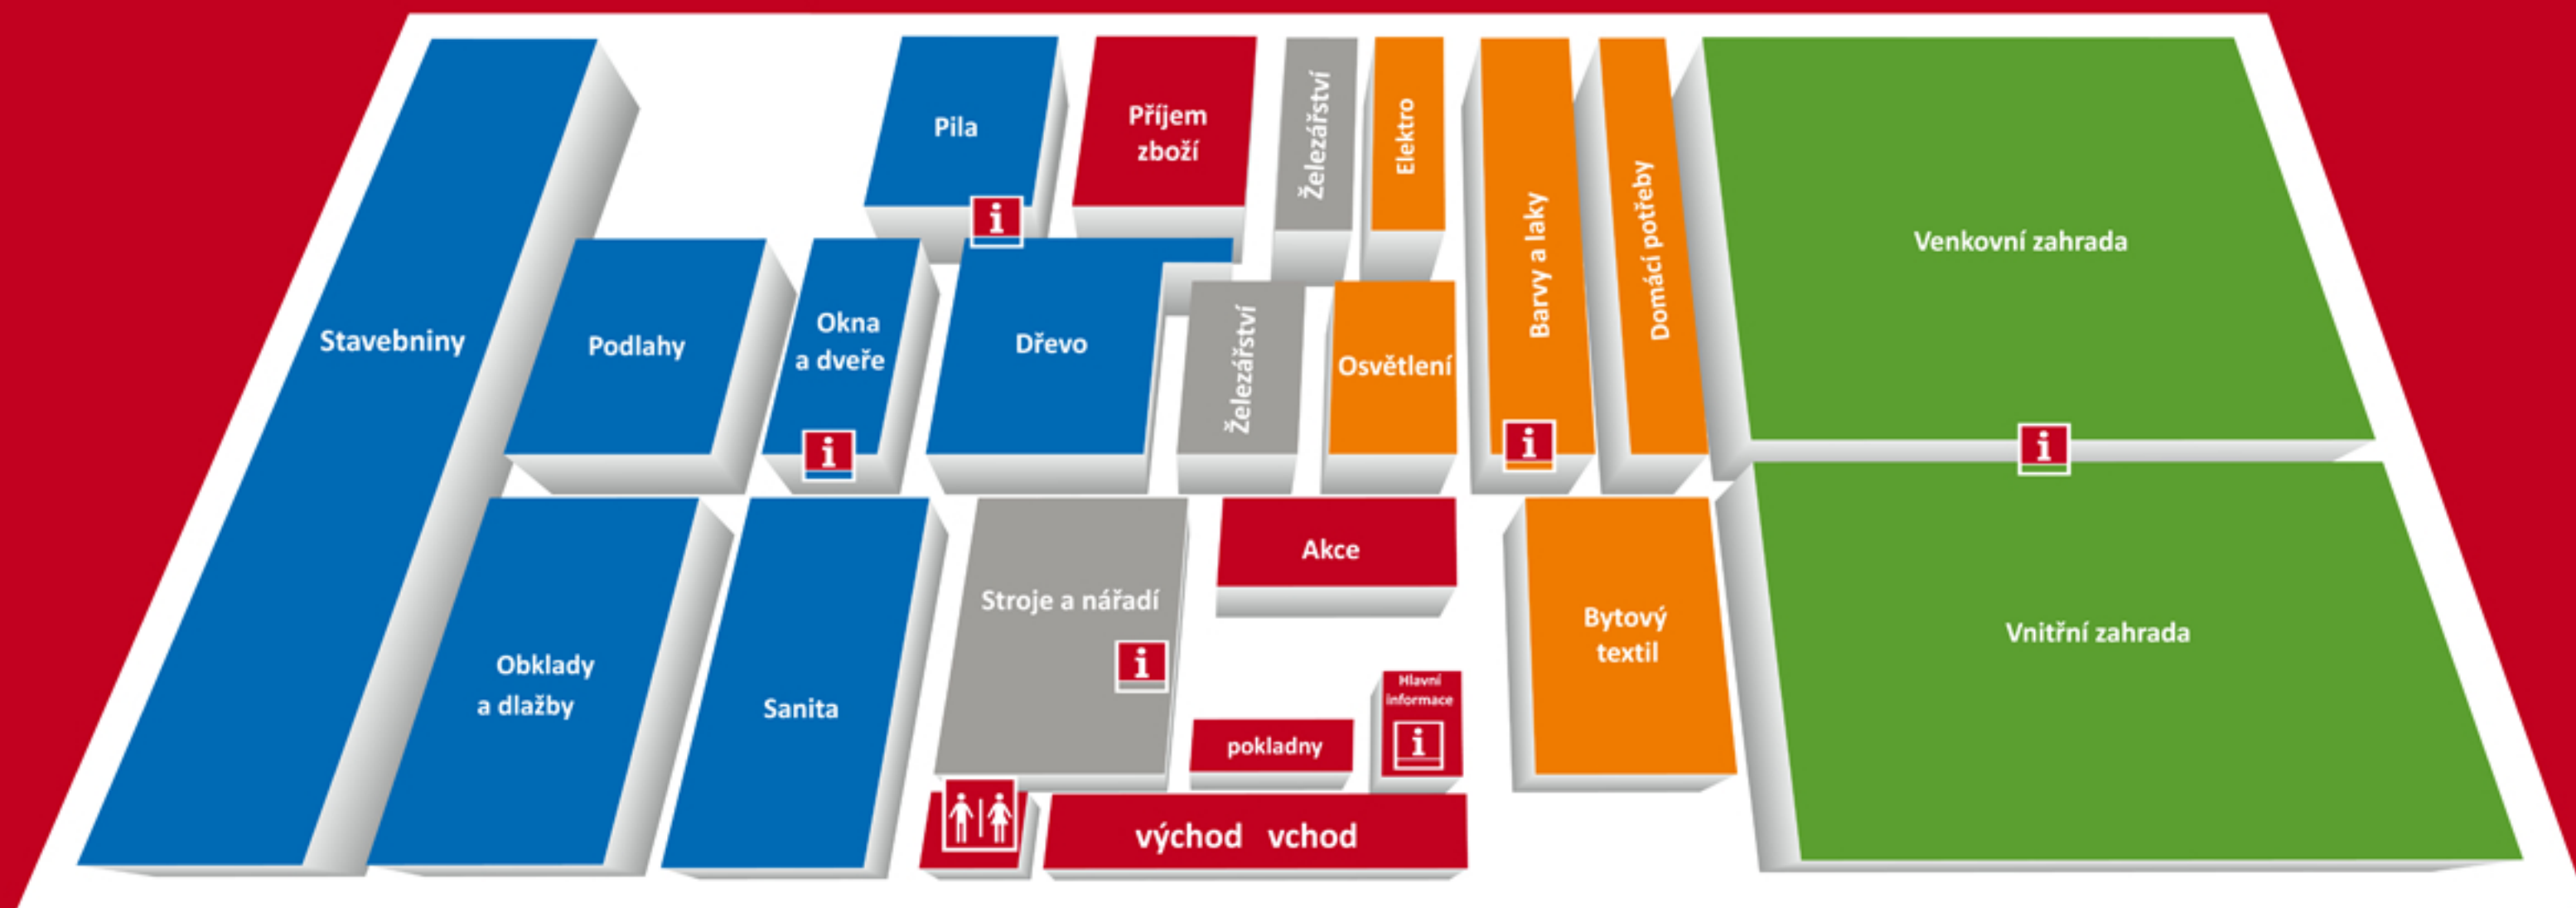 Stavebniny
Pila
Příjem
zboží
Železářství
Elektro
Barvy a laky
Domácí potřeby
Venkovní zahrada
i
Podlahy
Okna
a dveře
Dřevo
Železářství
Osvětlení
i
i
i
Obklady
a dlažby
Sanita
Stroje a nářadí
i
Akce
Bytový
textil
Vnitřní zahrada
pokladny
Hlavní
informace
i
východ vchod